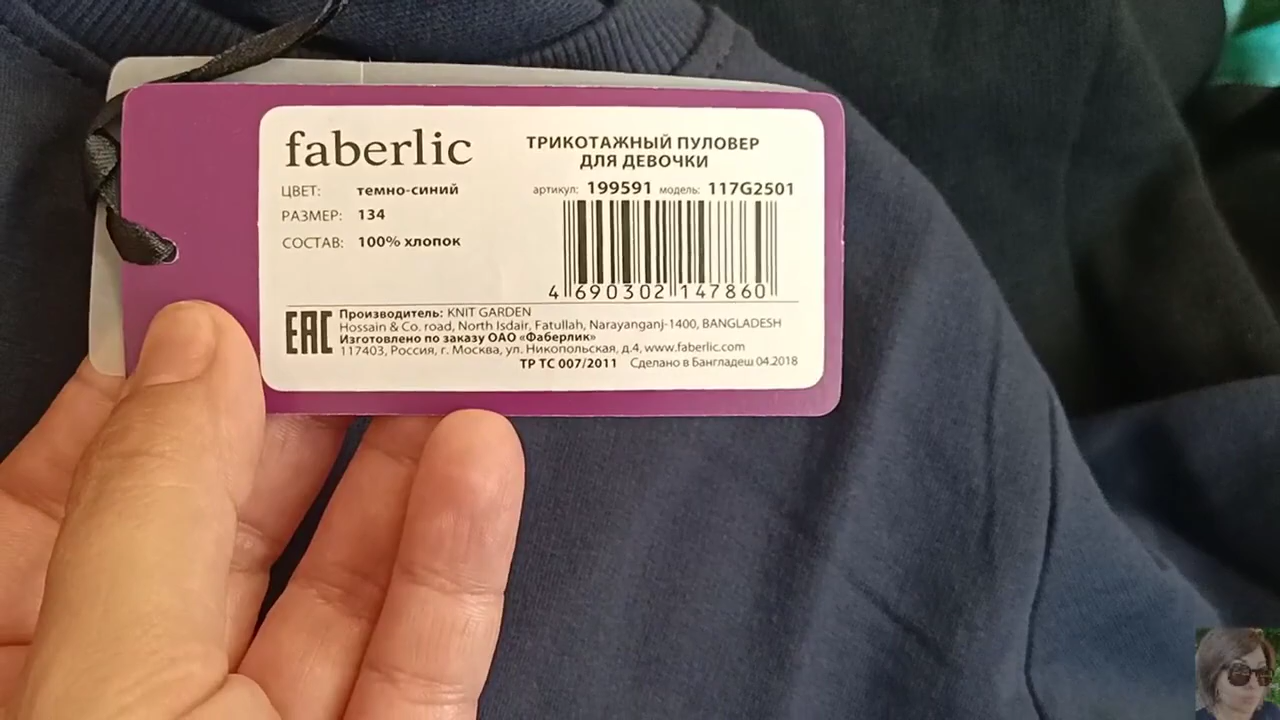 faberlic
ТРИКОТАЖНЫЙ ПУЛОВЕР
ДЛЯ ДЕВОЧКИ
ЦВЕТ: темно-синий
РАЗМЕР: 134
СОСТАВ: 100% хлопок
артикул: 199591 модель: 117G2501
4 690302 147860
EAC
Производитель: KNIT GARDEN
Hossain & Co. road, North Isdair, Fatullah, Narayanganj-1400, BANGLADESH
Изготовлено по заказу ОАО «Фаберлик»
117403, Россия, г. Москва, ул. Никопольская, д.4, www.faberlic.com
ТР ТС 007/2011 Сделано в Бангладеш 04.2018